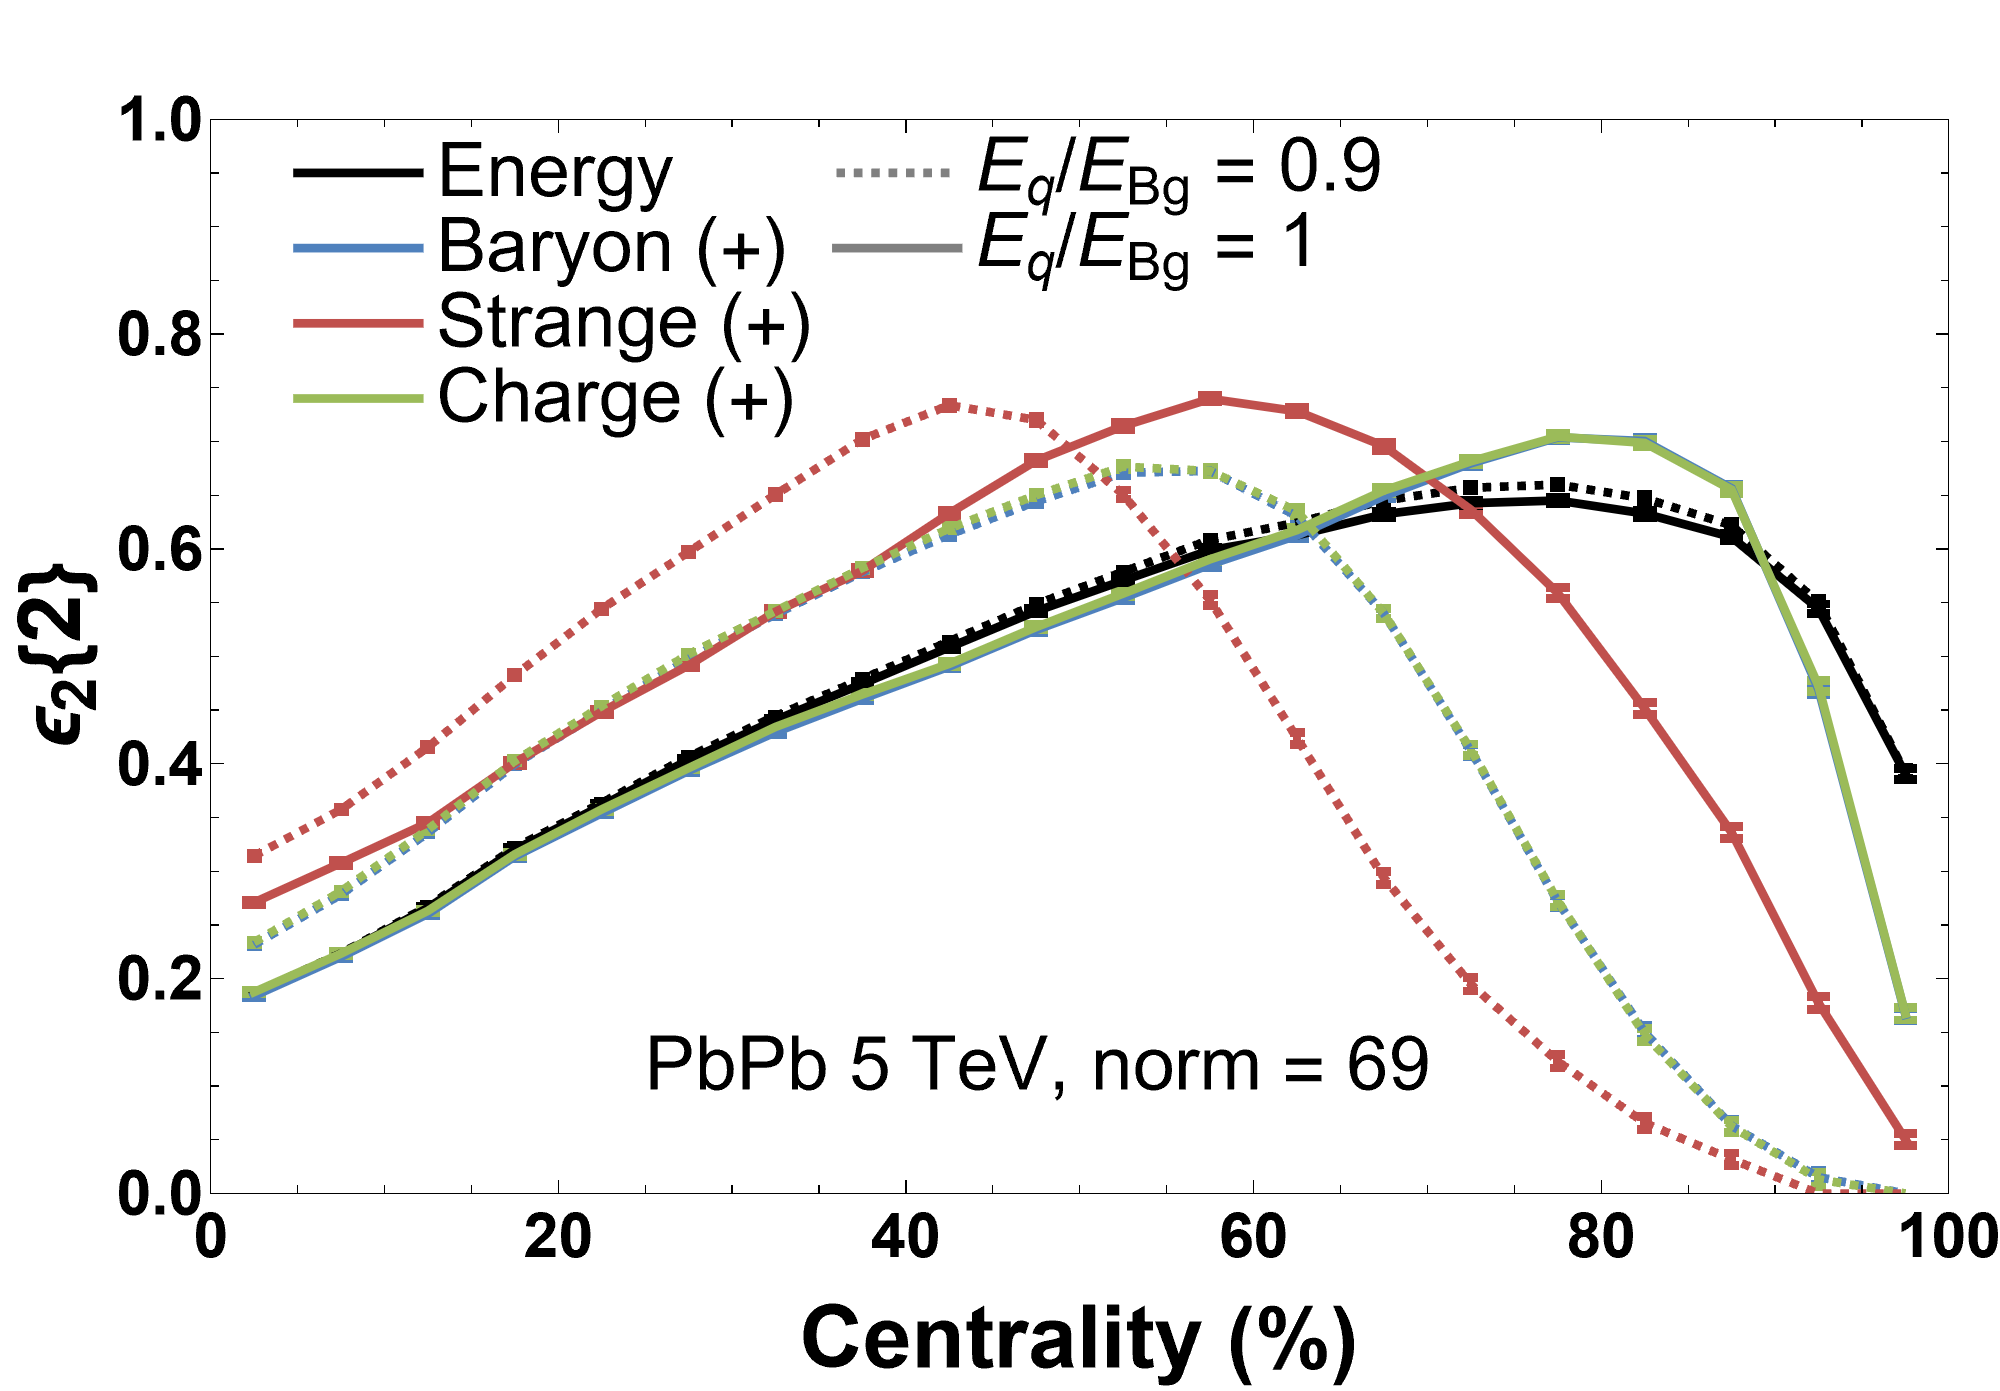 1.0
0.8
0.6
0.4
0.2
0.0
ϵ2{2}
Energy
Baryon (+)
Strange (+)
Charge (+)
Eq/EBg = 0.9
Eq/EBg = 1
PbPb 5 TeV, norm = 69
0 20 40 60 80 100
Centrality (%)